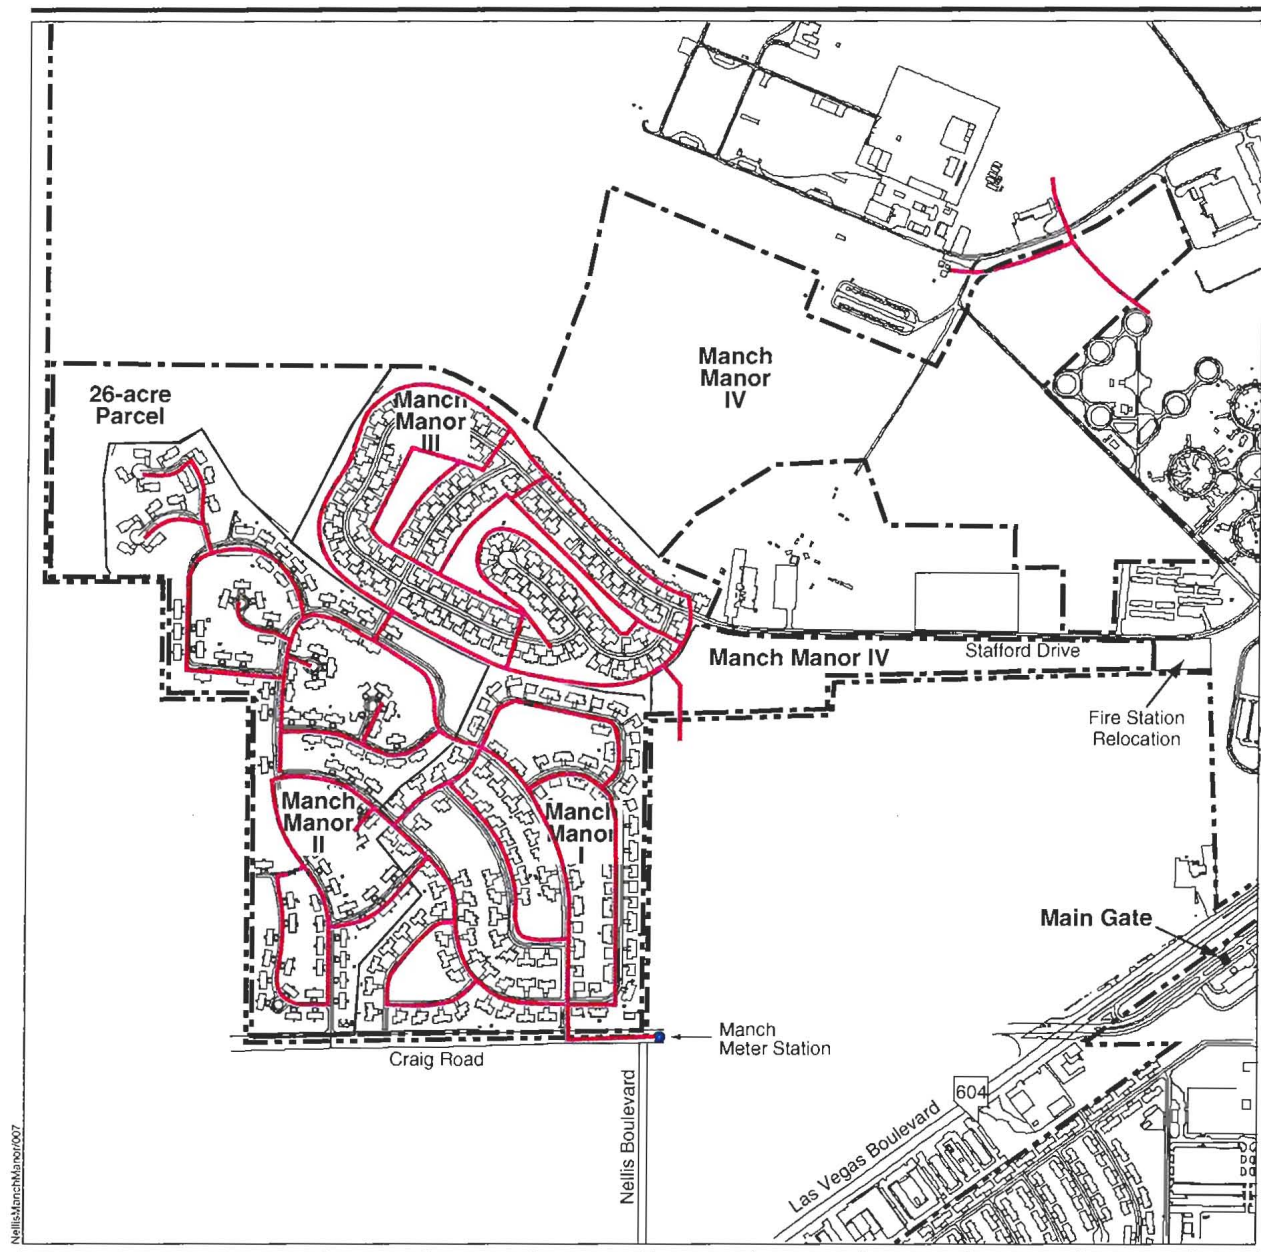 26-acre
Parcel
Manch
Manor
III
Manch
Manor
IV
Manch Manor IV
Stafford Drive
Fire Station
Relocation
Manch
Manor
II
Manch
Manor
I
Main Gate
Manch
Meter Station
Craig Road
Nellis Boulevard
604
Las Vegas Boulevard
NellisManchManor/007